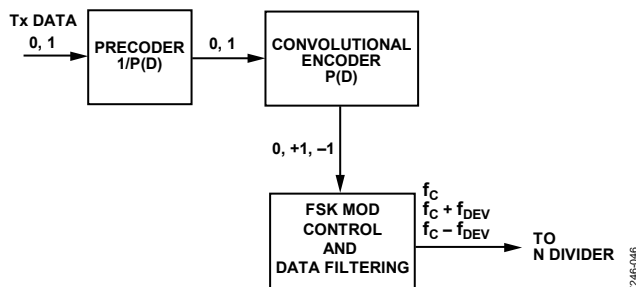 Tx DATA
0, 1
PRECODER
1/P(D)
0, 1
CONVOLUTIONAL
ENCODER
P(D)
0, +1, –1
FSK MOD
CONTROL
AND
DATA FILTERING
fC
fC + fDEV
fC – fDEV
TO
N DIVIDER